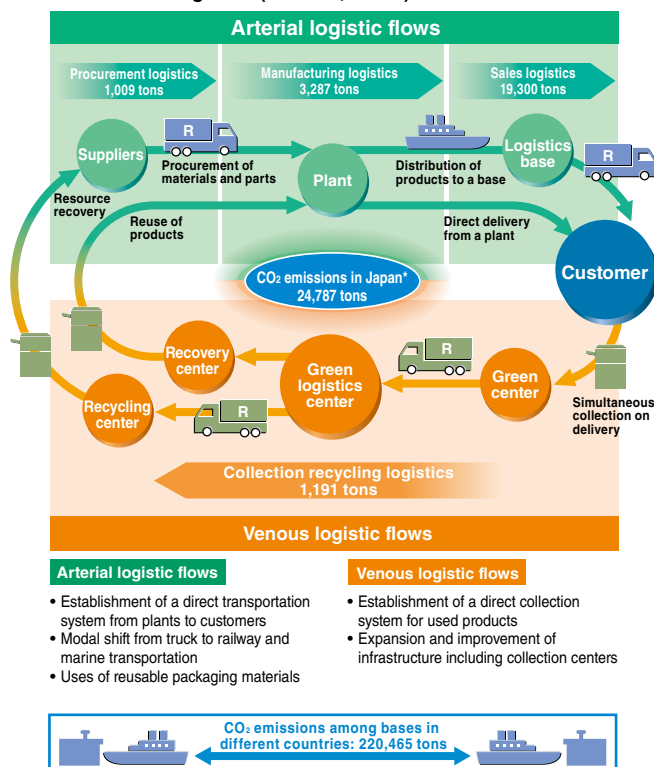 Arterial logistic flows
Procurement logistics
1,009 tons
Manufacturing logistics
3,287 tons
Sales logistics
19,300 tons
R
Suppliers
Procurement of
materials and parts
Plant
Distribution of
products to a base
Logistics
base
R
Resource
recovery
Reuse of
products
Direct delivery
from a plant
Customer
CO2 emissions in Japan*
24,787 tons
Recovery
center
Green
logistics
center
R
Green
center
Simultaneous
collection on
delivery
Recycling
center
R
Collection recycling logistics
1,191 tons
Venous logistic flows
Arterial logistic flows
• Establishment of a direct transportation
system from plants to customers
• Modal shift from truck to railway and
marine transportation
• Uses of reusable packaging materials
Venous logistic flows
• Establishment of a direct collection
system for used products
• Expansion and improvement of
infrastructure including collection centers
CO2 emissions among bases in
different countries: 220,465 tons